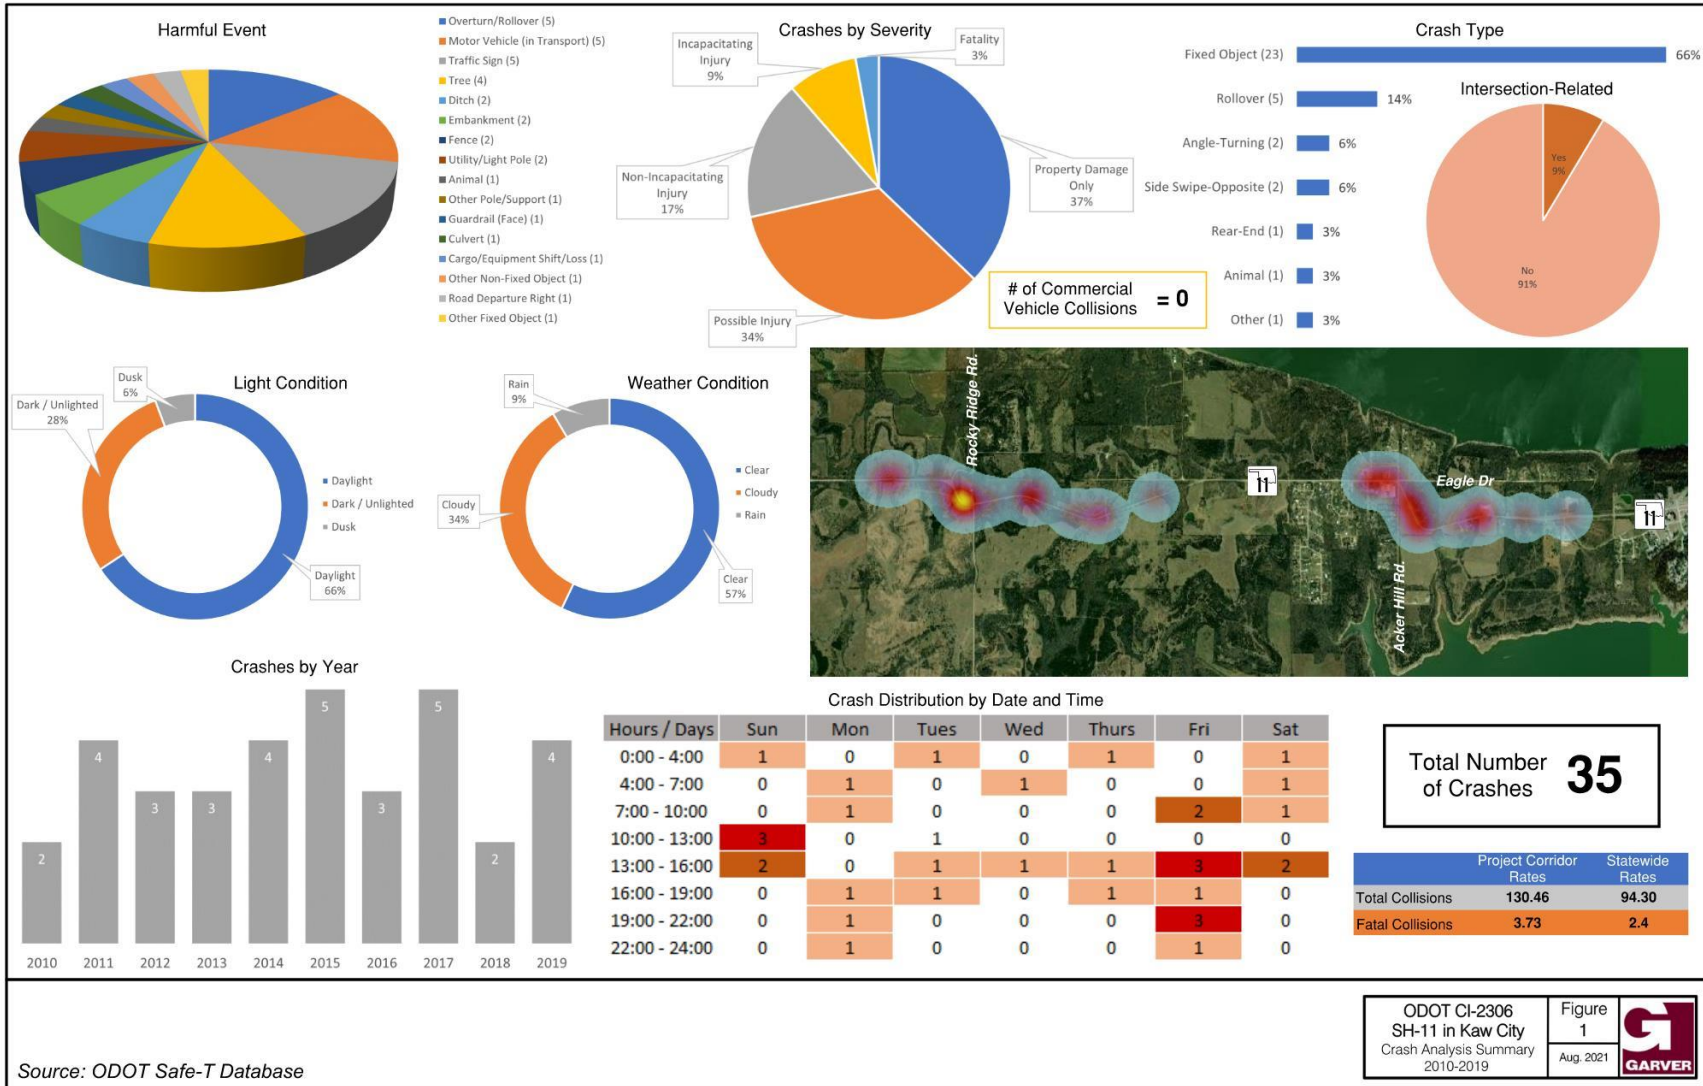 Harmful Event
Overturn/Rollover (5)
Motor Vehicle (in Transport) (5)
Traffic Sign (5)
Tree (4)
Ditch (2)
Embankment (2)
Fence (2)
Utility/Light Pole (2)
Animal (1)
Other Pole/Support (1)
Guardrail (Face) (1)
Culvert (1)
Cargo/Equipment Shift/Loss (1)
Other Non-Fixed Object (1)
Road Departure Right (1)
Other Fixed Object (1)
Crashes by Severity
Incapacitating
Injury
9%
Fatality
3%
Non-Incapacitating
Injury
17%
Property Damage
Only
37%
Possible Injury
34%
# of Commercial
Vehicle Collisions = 0
Crash Type
Fixed Object (23) 66%
Rollover (5) 14%
Angle-Turning (2) 6%
Side Swipe-Opposite (2) 6%
Rear-End (1) 3%
Animal (1) 3%
Other (1) 3%
Intersection-Related
Yes
9%
No
91%
Light Condition
Dusk
6%
Dark / Unlighted
28%
Daylight
66%
Daylight
Dark / Unlighted
Dusk
Weather Condition
Rain
9%
Cloudy
34%
Clear
57%
Clear
Cloudy
Rain
Rocky Ridge Rd.
11
Eagle Dr
11
Acker Hill Rd.
Crashes by Year
2 4 3 3 4 5 3 5 2 4
2010 2011 2012 2013 2014 2015 2016 2017 2018 2019
Crash Distribution by Date and Time
Hours / Days Sun Mon Tues Wed Thurs Fri Sat
0:00 - 4:00 1 0 1 0 1 0 1
4:00 - 7:00 0 1 0 1 0 0 1
7:00 - 10:00 0 1 0 0 0 2 1
10:00 - 13:00 3 0 1 0 0 0 0
13:00 - 16:00 2 0 1 1 1 3 2
16:00 - 19:00 0 1 1 0 1 1 0
19:00 - 22:00 0 1 0 0 0 3 0
22:00 - 24:00 0 1 0 0 0 1 0
Total Number
of Crashes 35
Project Corridor Rates Statewide Rates
Total Collisions 130.46 94.30
Fatal Collisions 3.73 2.4
Source: ODOT Safe-T Database
ODOT CI-2306
SH-11 in Kaw City
Crash Analysis Summary
2010-2019
Figure
1
Aug. 2021
GARVER